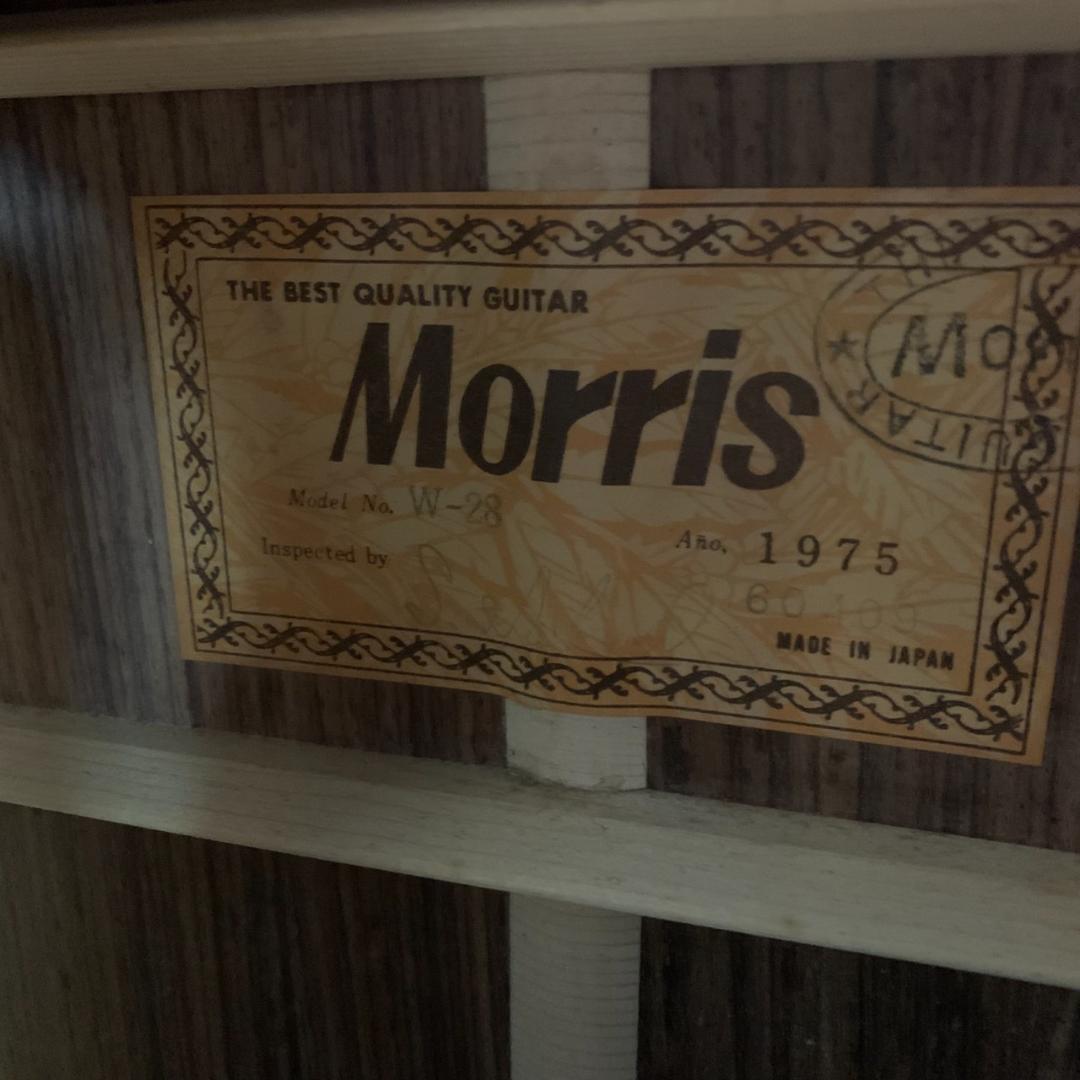 THE BEST QUALITY GUITAR
Morris
Model No. W-28
Año, 1975
Inspected by
MADE IN JAPAN